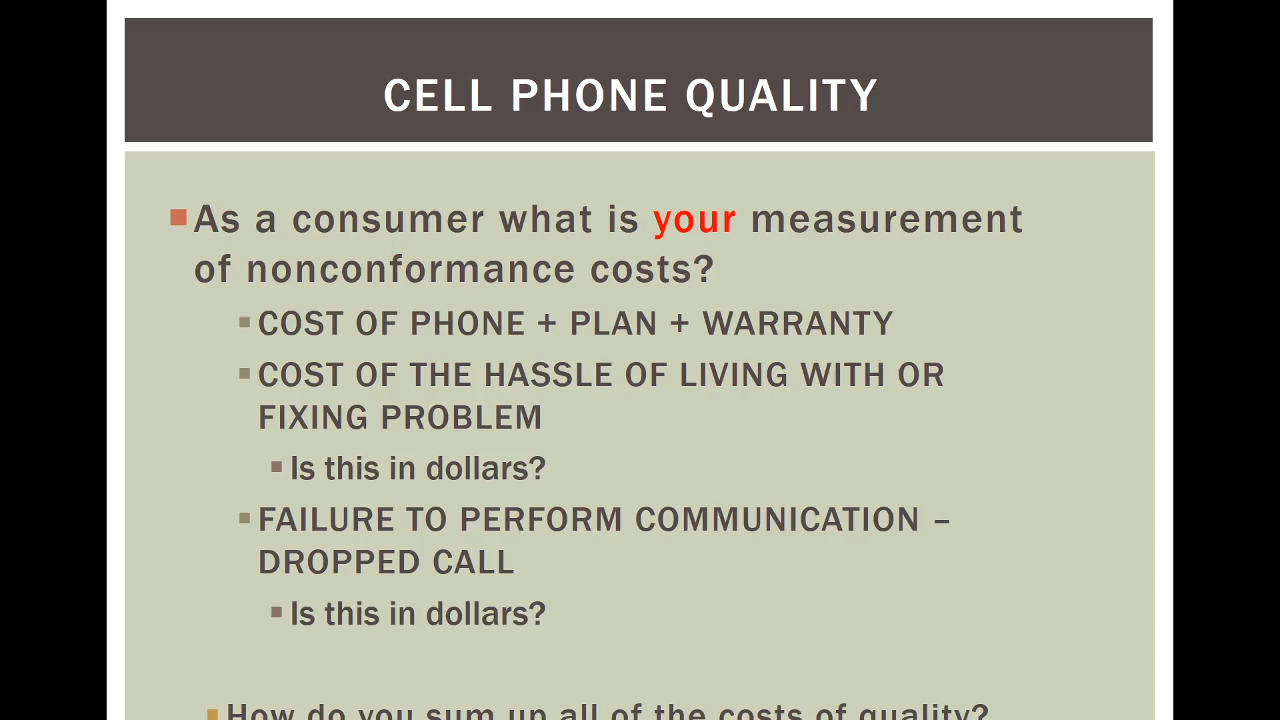 CELL PHONE QUALITY
As a consumer what is your measurement
of nonconformance costs?
COST OF PHONE + PLAN + WARRANTY
COST OF THE HASSLE OF LIVING WITH OR
FIXING PROBLEM
Is this in dollars?
FAILURE TO PERFORM COMMUNICATION –
DROPPED CALL
Is this in dollars?
How do you sum up all of the costs of quality?